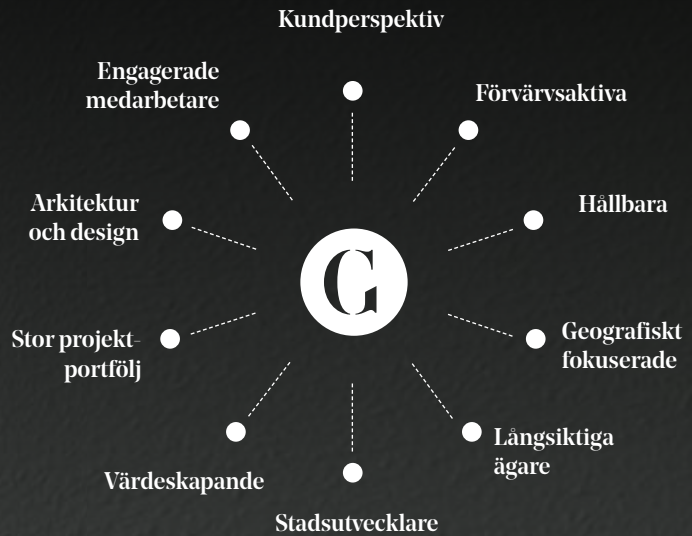 Kundperspektiv
Engagerade
medarbetare
Förvärvsaktiva
Arkitektur
och design
Hållbara
G
Stor projekt-
portfölj
Geografiskt
fokuserade
Långsiktiga
ägare
Värdeskapande
Stadsutvecklare